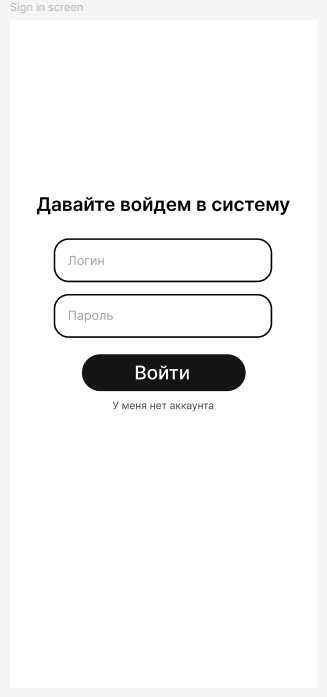 Sign in screen
Давайте войдем в систему
Логин
Пароль
Войти
У меня нет аккаунта